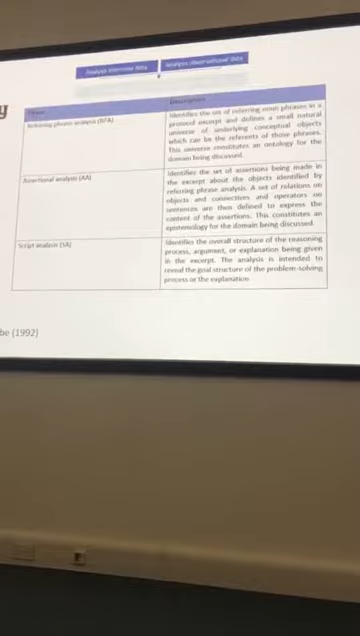 y
Analysis interview data
Analysis observational data
Phase
Description
Referring phrase analysis (RPA)
Identifies the set of referring noun phrases in a
protocol excerpt and defines a small natural
universe of underlying conceptual objects
which can be the referents of those phrases.
This universe constitutes an ontology for the
domain being discussed.
Assertional analysis (AA)
Identifies the set of assertions being made in
the excerpt about the objects identified by
referring phrase analysis. A set of relations on
objects and connectives and operators on
sentences are then defined to express the
content of the assertions. This constitutes an
epistemology for the domain being discussed.
Script analysis (SA)
Identifies the overall structure of the reasoning
process, argument, or explanation being given
in the excerpt. The analysis is intended to
reveal the goal structure of the problem-solving
process or the explanation
be (1992)